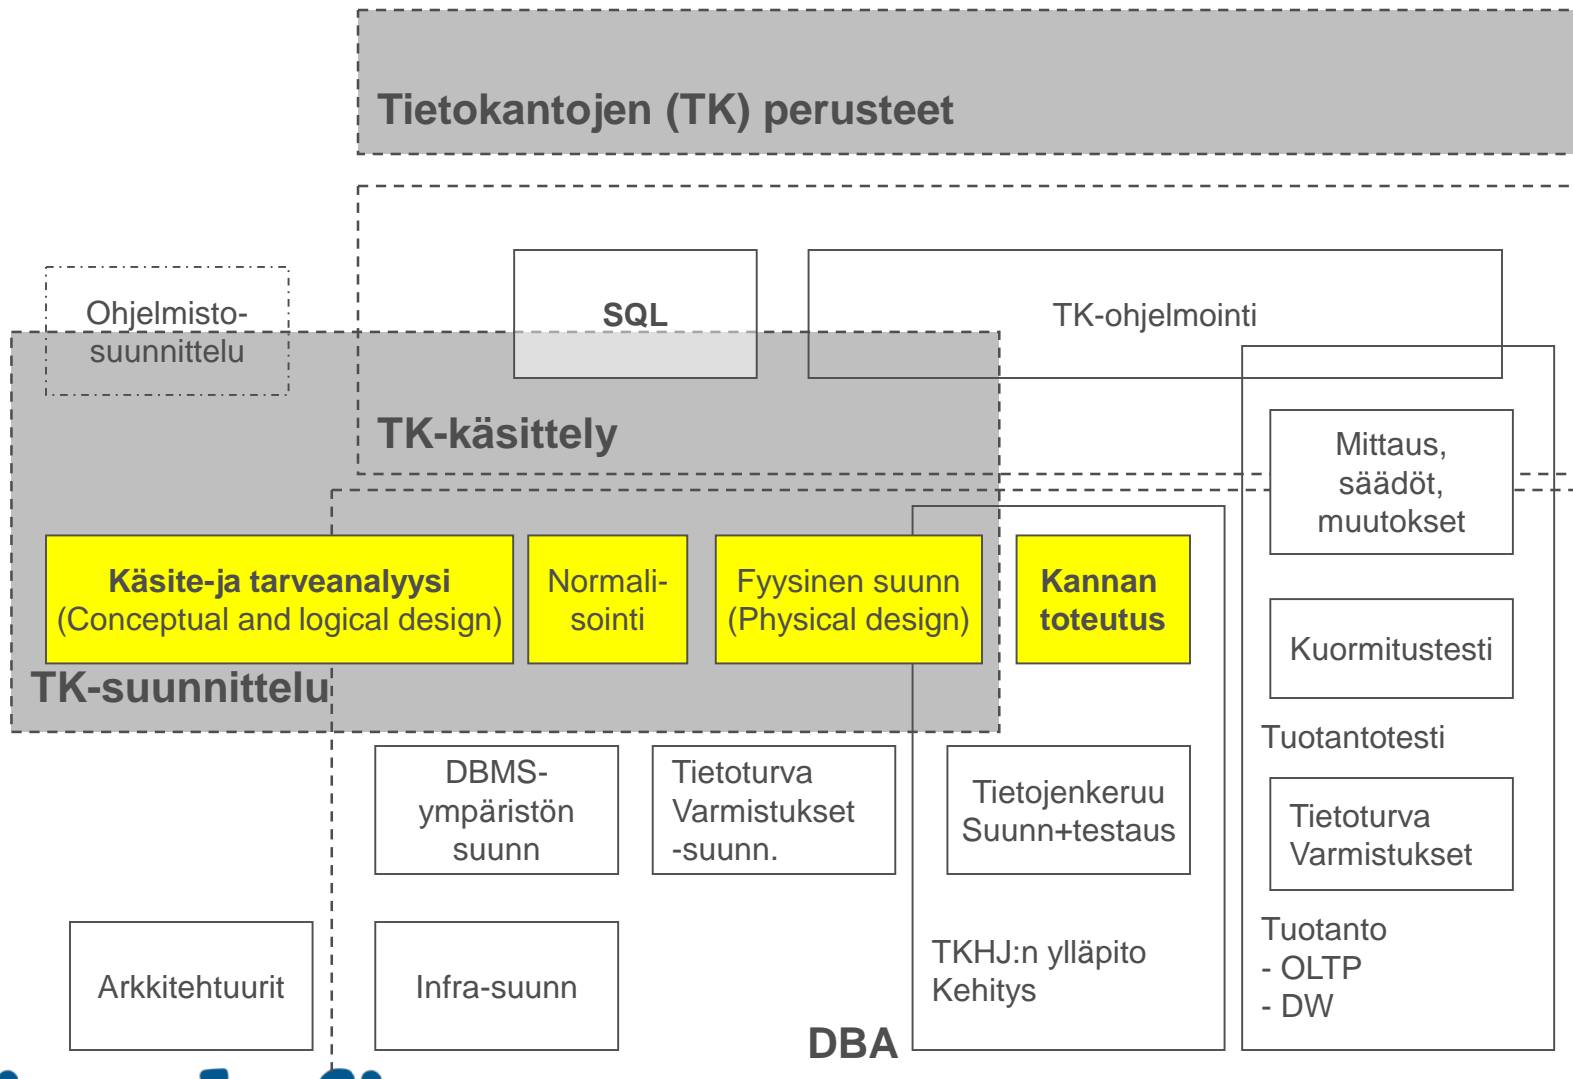 Tietokantojen (TK) perusteet
Ohjelmisto-
suunnittelu
SQL
TK-ohjelmointi
TK-käsittely
Mittaus,
säädöt,
muutokset
Käsite-ja tarveanalyysi
(Conceptual and logical design)
Normali-
sointi
Fyysinen suunn
(Physical design)
Kannan
toteutus
Kuormitustesti
TK-suunnittelu
Tuotantotesti
DBMS-
ympäristön
suunn
Tietoturva
Varmistukset
-suunn.
Tietojenkeruu
Suunn+testaus
Tietoturva
Varmistukset
Arkkitehtuurit
Infra-suunn
TKHJ:n ylläpito
Kehitys
Tuotanto
- OLTP
- DW
DBA